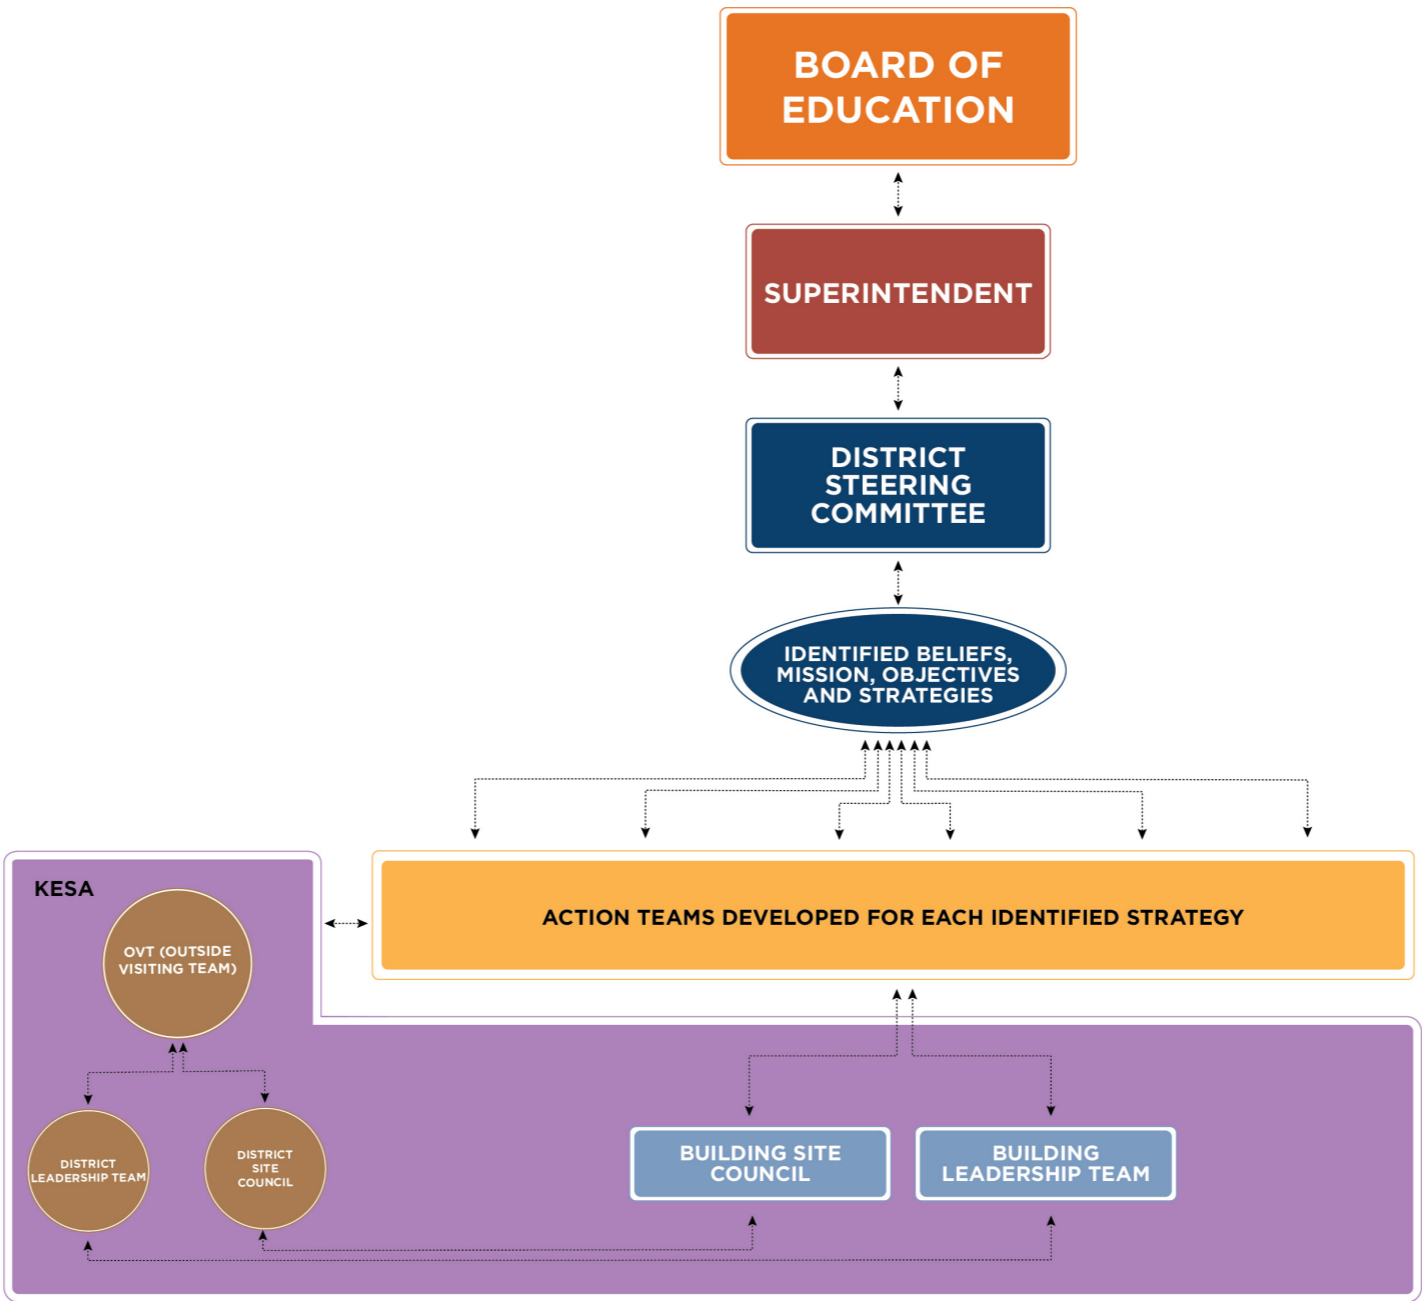 BOARD OF
EDUCATION
SUPERINTENDENT
DISTRICT
STEERING
COMMITTEE
IDENTIFIED BELIEFS,
MISSION, OBJECTIVES
AND STRATEGIES
KESA
ACTION TEAMS DEVELOPED FOR EACH IDENTIFIED STRATEGY
OVT (OUTSIDE
VISITING TEAM)
DISTRICT
LEADERSHIP TEAM
DISTRICT
SITE
COUNCIL
BUILDING SITE
COUNCIL
BUILDING
LEADERSHIP TEAM